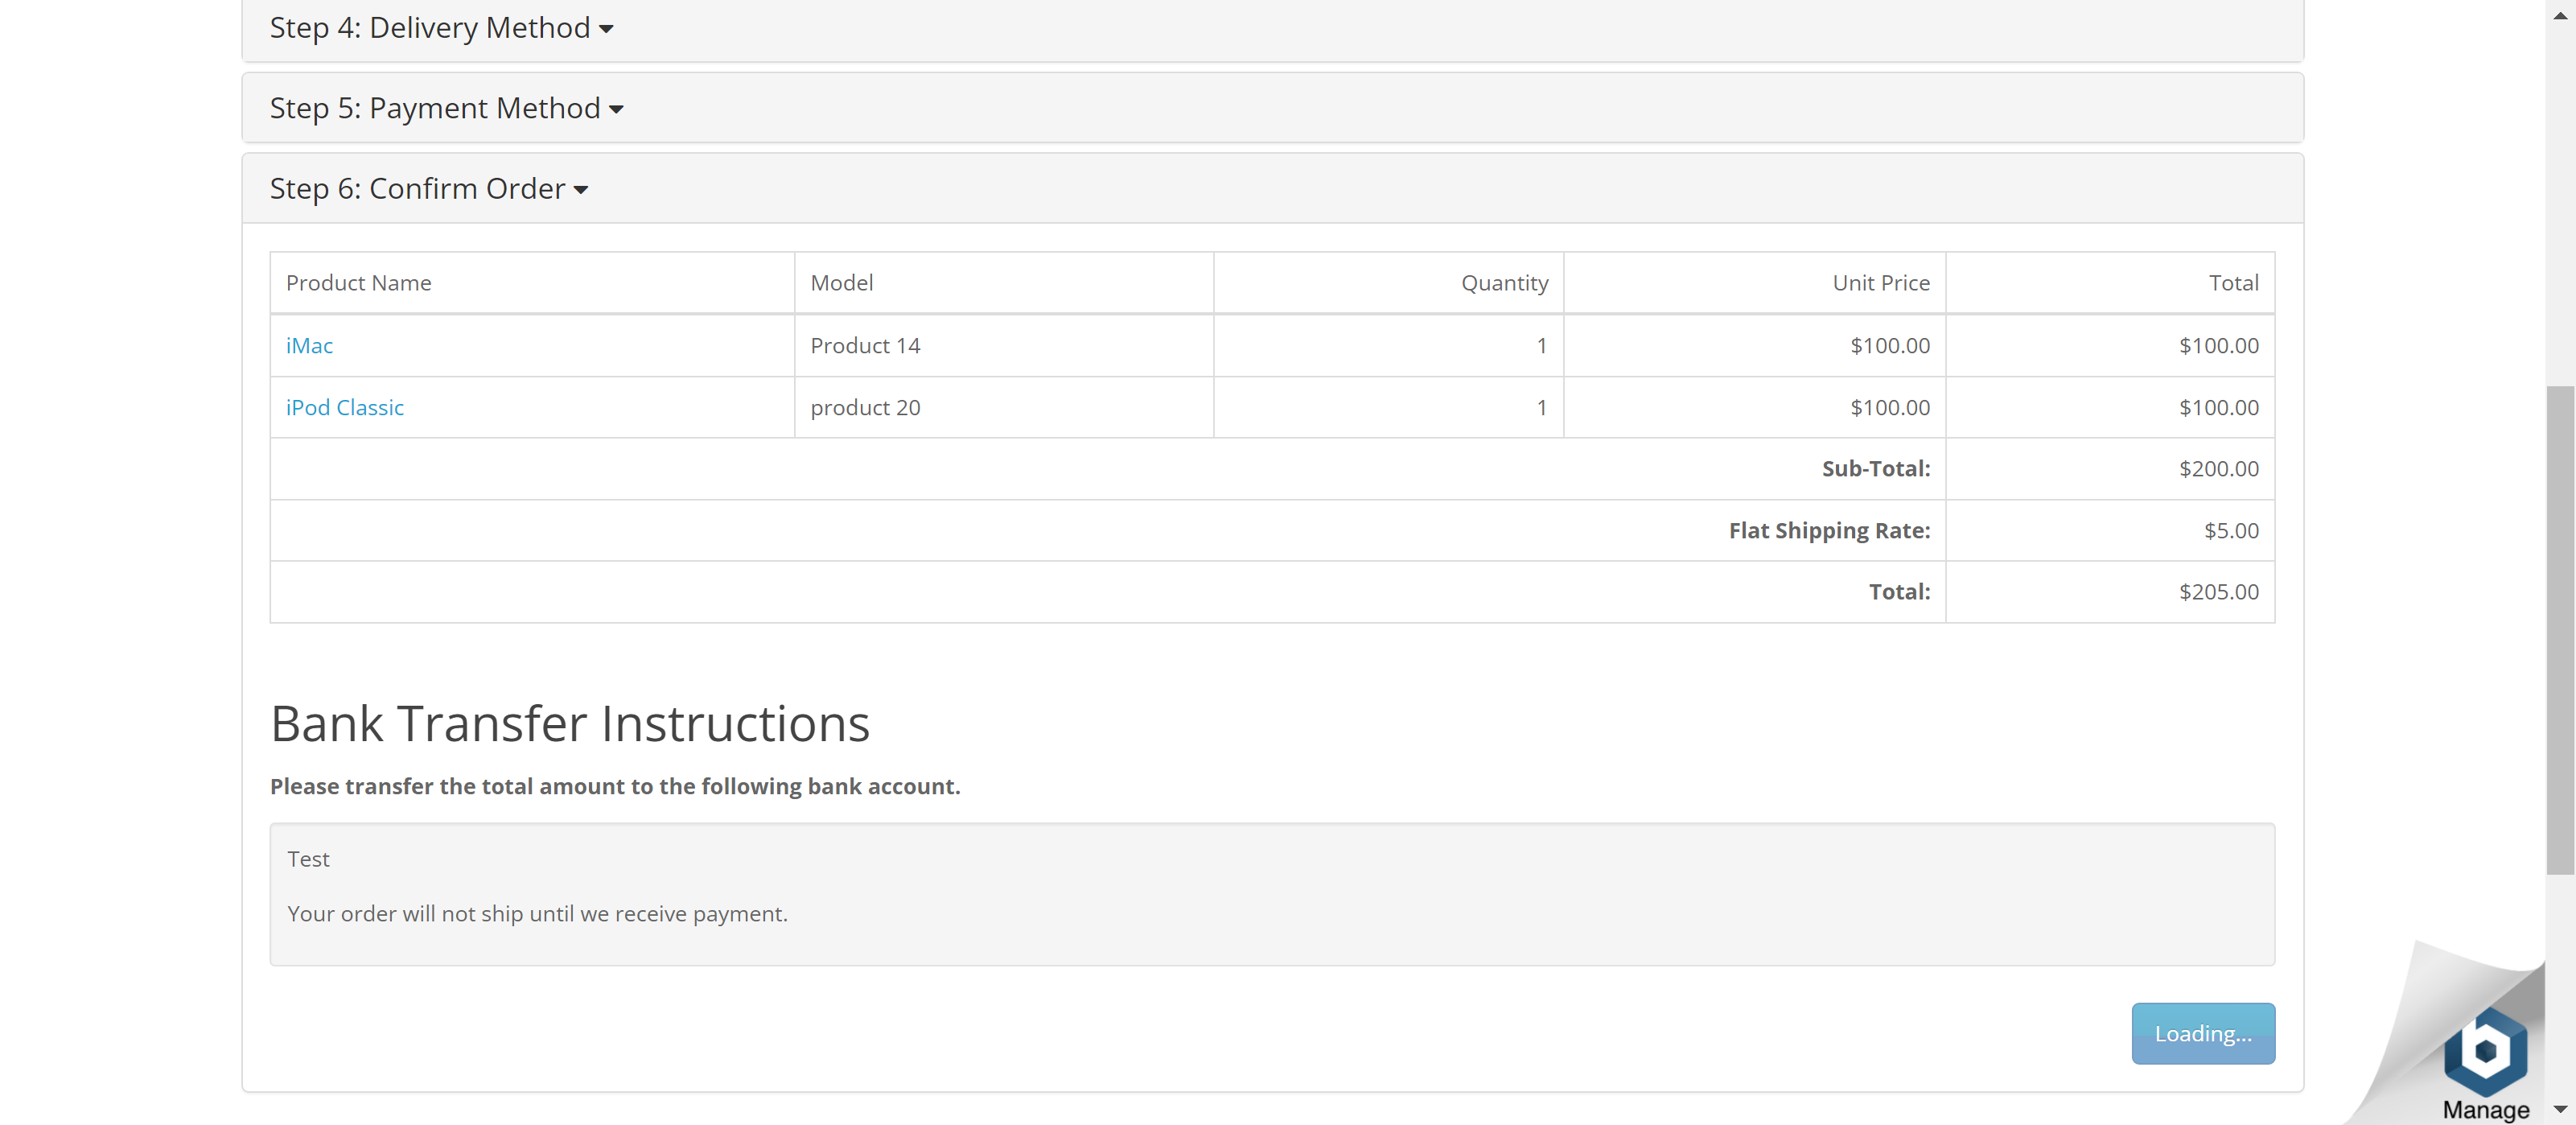 Step 4: Delivery Method
Step 5: Payment Method
Step 6: Confirm Order
Product Name Model Quantity Unit Price Total
iMac Product 14 1 $100.00 $100.00
iPod Classic product 20 1 $100.00 $100.00
Sub-Total: $200.00
Flat Shipping Rate: $5.00
Total: $205.00
Bank Transfer Instructions
Please transfer the total amount to the following bank account.
Test
Your order will not ship until we receive payment.
Loading...
b
Manage